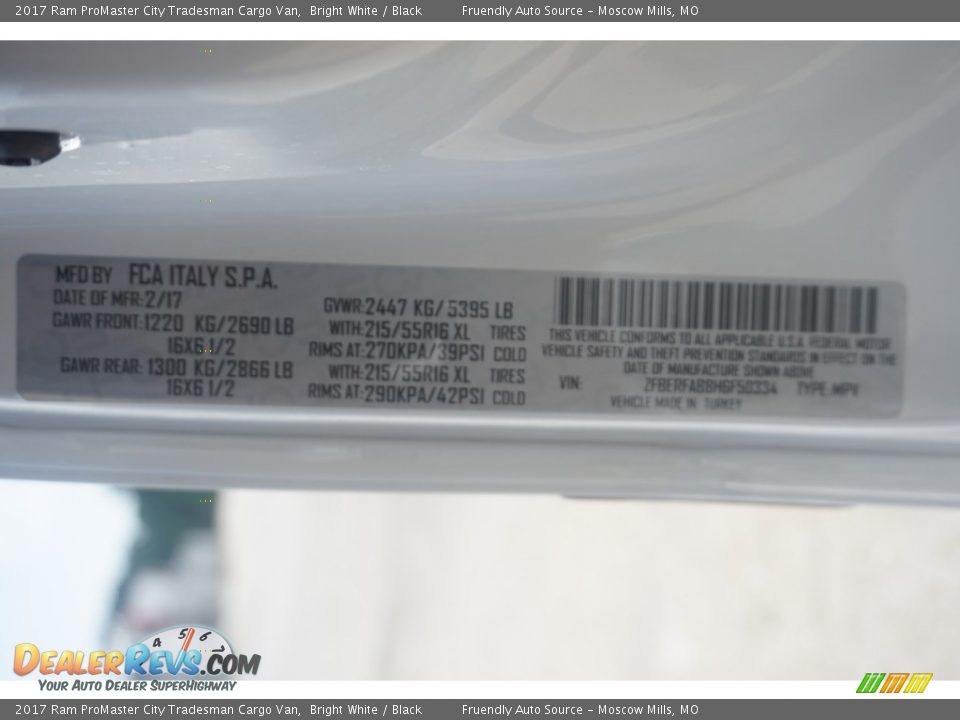 2017 Ram ProMaster City Tradesman Cargo Van, Bright White / Black Fruendly Auto Source - Moscow Mills, MO
MFD BY FCA ITALY S.P.A.
DATE OF MFR: 2/17
GAWR FRONT: 1220 KG/2690 LB
16X6 1/2
GAWR REAR: 1300 KG/2866 LB
16X6 1/2
GVWR: 2447 KG/5395 LB
WITH: 215/55R16 XL TIRES
RIMS AT: 270KPA/39PSI COLD
WITH: 215/55R16 XL TIRES
RIMS AT: 290KPA/42PSI COLD
THIS VEHICLE CONFORMS TO ALL APPLICABLE U.S.A. FEDERAL MOTOR
VEHICLE SAFETY AND THEFT PREVENTION STANDARDS IN EFFECT ON THE
DATE OF MANUFACTURE SHOWN ABOVE
VIN: TYPE: MPV
VEHICLE MADE IN TURKEY
4 5 6
DealerRevs.com
Your Auto Dealer SuperHighway
2017 Ram ProMaster City Tradesman Cargo Van, Bright White / Black Fruendly Auto Source - Moscow Mills, MO